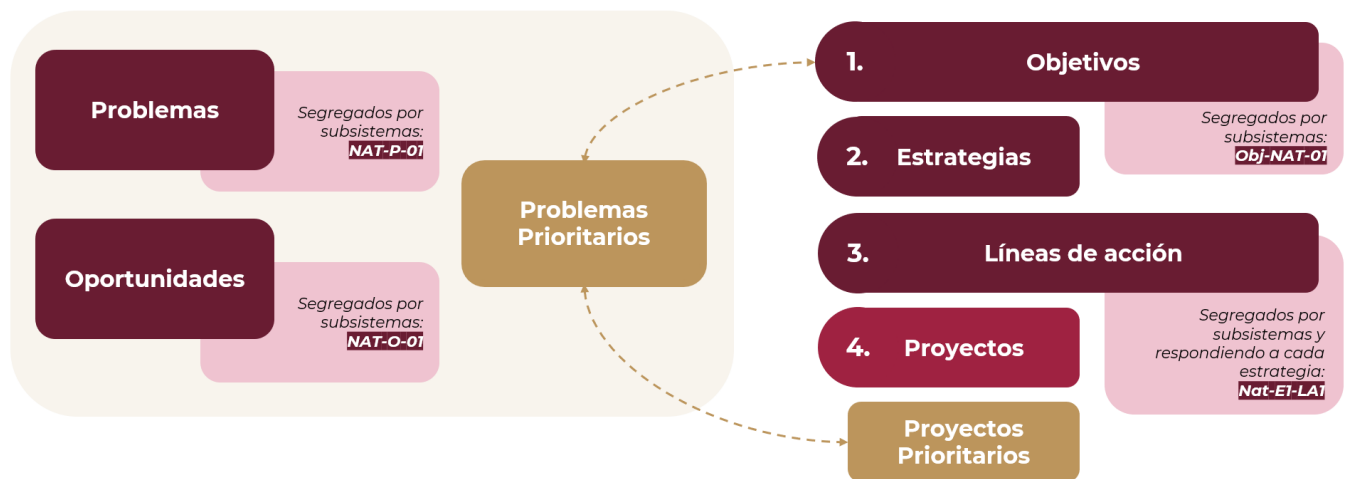 Problemas
Segregados por
subsistemas:
NAT-P-01
Oportunidades
Segregados por
subsistemas:
NAT-O-01
Problemas
Prioritarios
1. Objetivos
Segregados por
subsistemas:
Obj-NAT-01
2. Estrategias
3. Líneas de acción
Segregados por
subsistemas y
respondiendo a cada
estrategia:
Nat-E1-LA1
4. Proyectos
Proyectos
Prioritarios